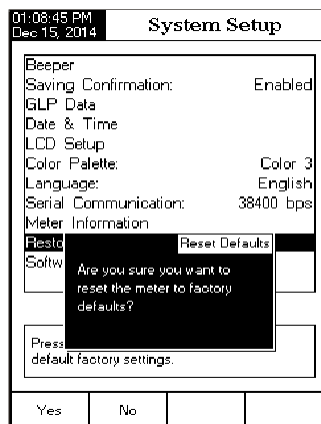 01:08:45 PM
Dec 15, 2014
System Setup
Beeper
Saving Confirmation: Enabled
GLP Data
Date & Time
LCD Setup
Color Palette: Color 3
Language: English
Serial Communication: 38400 bps
Meter Information
Resto
Softw
Reset Defaults
Are you sure you want to
reset the meter to factory
defaults?
Press
default factory settings.
Yes No